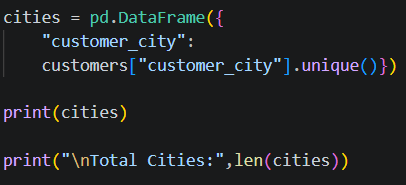 cities = pd.DataFrame({
    "customer_city":
    customers["customer_city"].unique()})

print(cities)

print("\nTotal Cities:",len(cities))